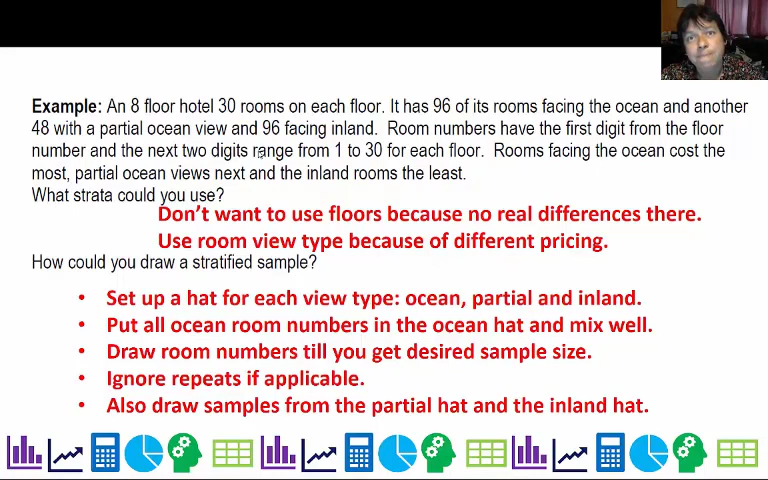 Example: An 8 floor hotel 30 rooms on each floor. It has 96 of its rooms facing the ocean and another
48 with a partial ocean view and 96 facing inland. Room numbers have the first digit from the floor
number and the next two digits range from 1 to 30 for each floor. Rooms facing the ocean cost the
most, partial ocean views next and the inland rooms the least.
What strata could you use?
Don't want to use floors because no real differences there.
Use room view type because of different pricing.
How could you draw a stratified sample?
• Set up a hat for each view type: ocean, partial and inland.
• Put all ocean room numbers in the ocean hat and mix well.
• Draw room numbers till you get desired sample size.
• Ignore repeats if applicable.
• Also draw samples from the partial hat and the inland hat.